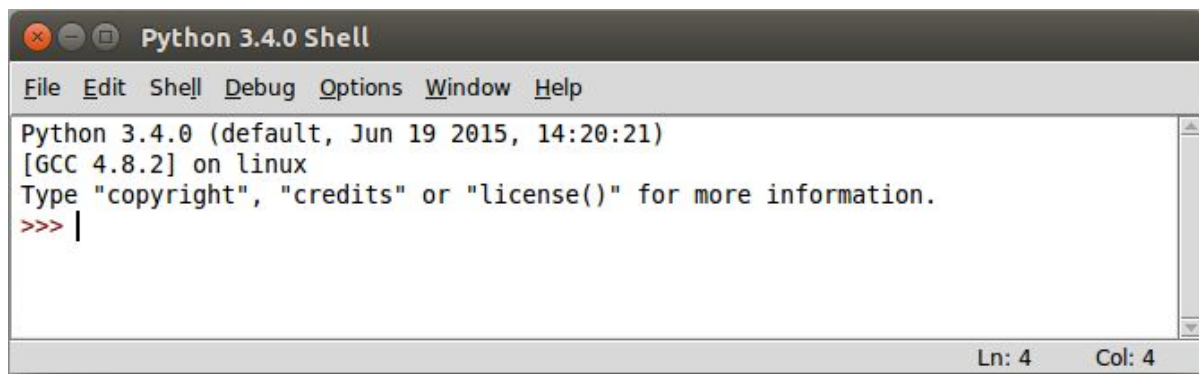 Python 3.4.0 Shell
File Edit Shell Debug Options Window Help
Python 3.4.0 (default, Jun 19 2015, 14:20:21)
[GCC 4.8.2] on linux
Type "copyright", "credits" or "license()" for more information.
>>>
Ln: 4 Col: 4